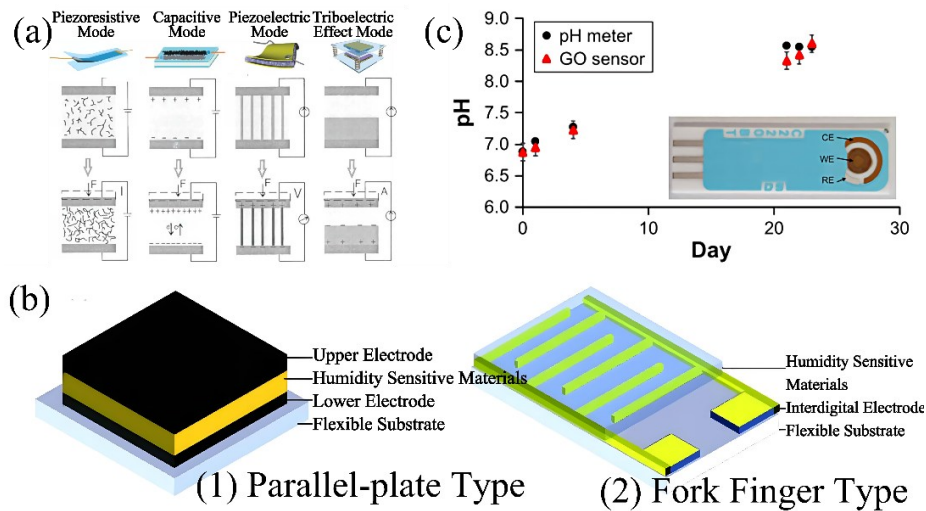 (a)
Piezoresistive Mode
Capacitive Mode
Piezoelectric Mode
Triboelectric Effect Mode
F
I
F
F
V
F
A
(c)
pH meter
GO sensor
pH
9.0
8.5
8.0
7.5
7.0
6.5
6.0
0
10
20
30
Day
C220BT
CE
WE
RE
(b)
Upper Electrode
Humidity Sensitive Materials
Lower Electrode
Flexible Substrate
(1) Parallel-plate Type
Humidity Sensitive
Materials
Interdigital Electrode
Flexible Substrate
(2) Fork Finger Type